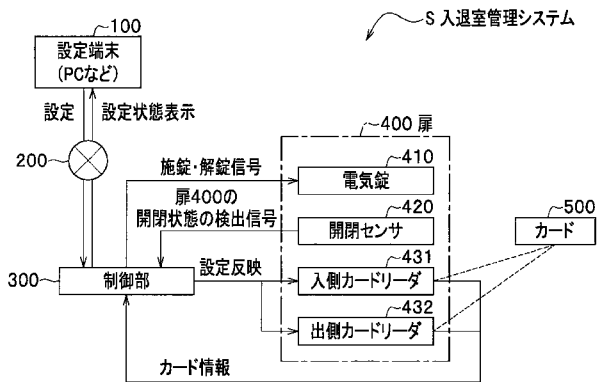 S 入退室管理システム
100
設定端末
(PCなど)
設定
設定状態表示
200
施錠・解錠信号
扉400の
開閉状態の検出信号
400 扉
410
電気錠
420
開閉センサ
500
カード
300
制御部
設定反映
431
入側カードリーダ
432
出側カードリーダ
カード情報